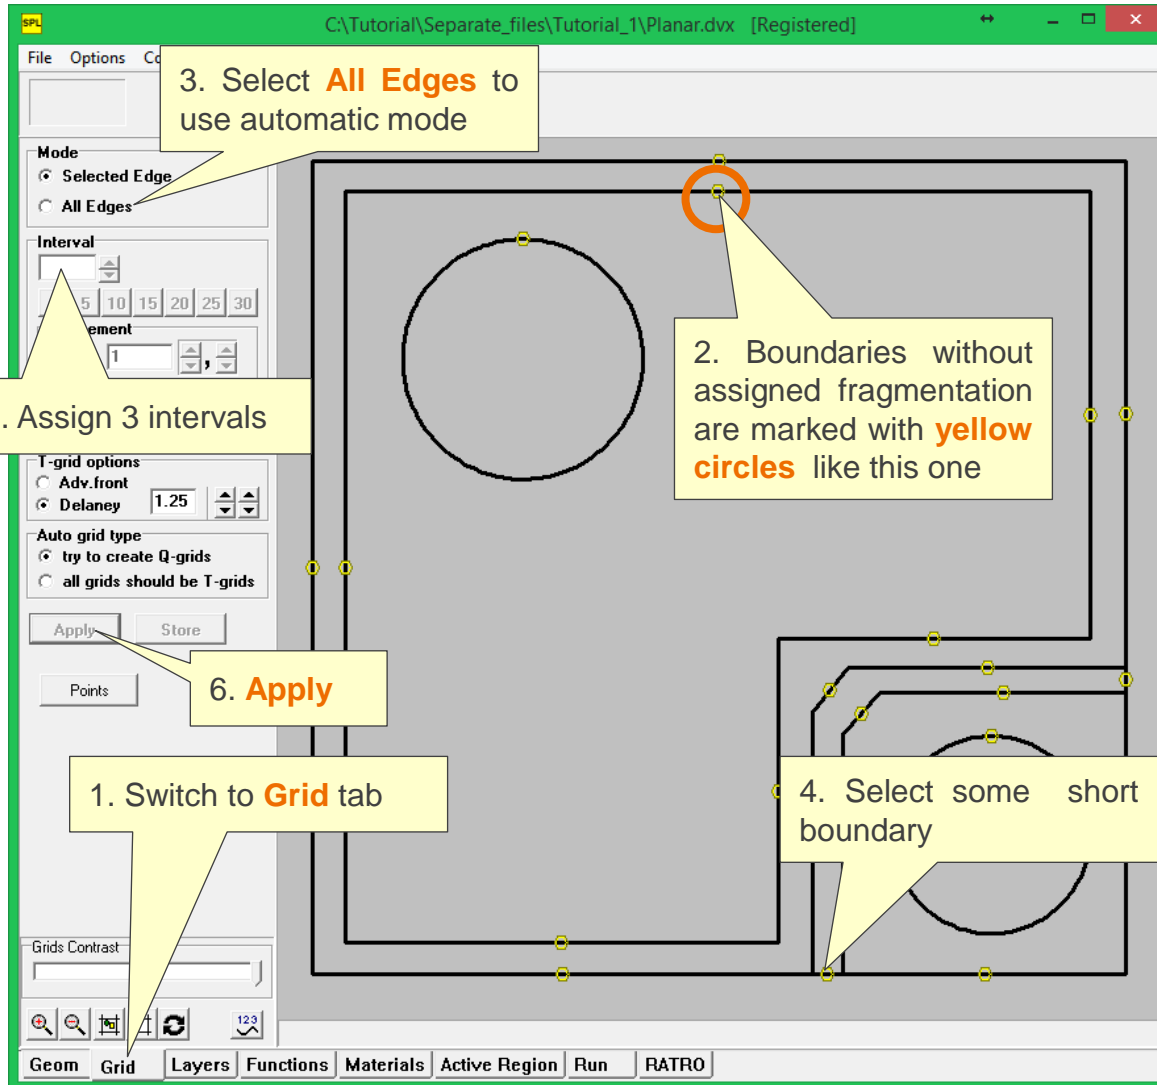 SPL
C:\Tutorial\Separate_files\Tutorial_1\Planar.dvx [Registered]
File Options Co
3. Select All Edges to
use automatic mode
Mode
Selected Edge
All Edges
Interval
5 10 15 20 25 30
ement
1
,
. Assign 3 intervals
2. Boundaries without
assigned fragmentation
are marked with yellow
circles like this one
T-grid options
Adv.front
Delaney 1.25
Auto grid type
try to create Q-grids
all grids should be T-grids
Apply Store
Points
6. Apply
1. Switch to Grid tab
4. Select some short
boundary
Grids Contrast
123
Geom Grid Layers Functions Materials Active Region Run RATRO